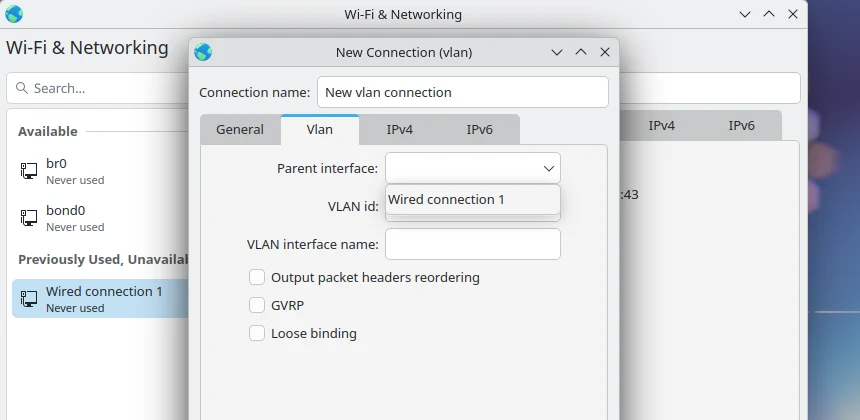 Wi-Fi & Networking
Wi-Fi & Networking
New Connection (vlan)
Search...
Connection name: New vlan connection
General Vlan IPv4 IPv6
IPv4 IPv6
Available
br0
Never used
bond0
Never used
Previously Used, Unavailab
Wired connection 1
Never used
Parent interface:
Wired connection 1
VLAN id:
:43
VLAN interface name:
Output packet headers reordering
GVRP
Loose binding